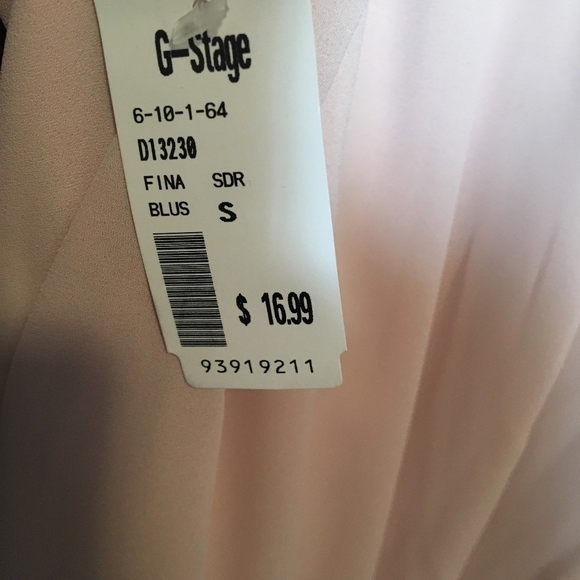 G-Stage
6-10-1-64
D13230
FINA SDR
BLUS S
$ 16.99
93919211